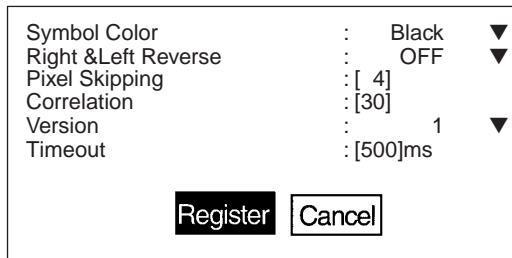 Symbol Color : Black ▼
Right &Left Reverse : OFF ▼
Pixel Skipping :[ 4]
Correlation :[30]
Version : 1 ▼
Timeout :[500]ms
Register Cancel